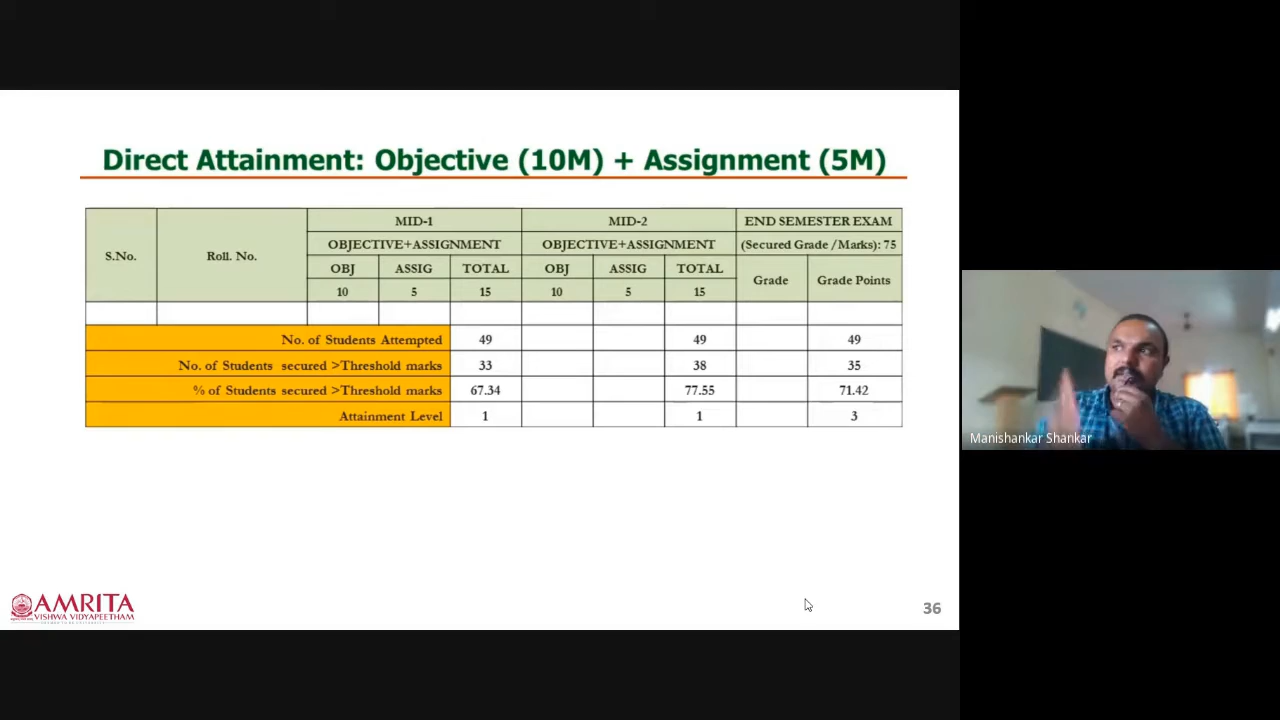 Direct Attainment: Objective (10M) + Assignment (5M)
S.No. Roll. No. MID-1 MID-2 END SEMESTER EXAM
OBJECTIVE+ASSIGNMENT OBJECTIVE+ASSIGNMENT (Secured Grade /Marks): 75
OBJ ASSIG TOTAL OBJ ASSIG TOTAL Grade Grade Points
10 5 15 10 5 15
No. of Students Attempted 49 49 49
No. of Students secured >Threshold marks 33 38 35
% of Students secured >Threshold marks 67.34 77.55 71.42
Attainment Level 1 1 3
Manishankar Shankar
AMRITA
VISHWA VIDYAPEETHAM
36